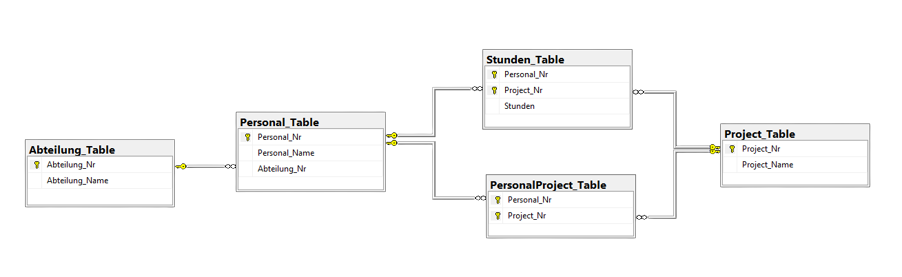 Stunden_Table
Personal_Nr
Project_Nr
Stunden
Personal_Table
Personal_Nr
Personal_Name
Abteilung_Nr
Project_Table
Project_Nr
Project_Name
Abteilung_Table
Abteilung_Nr
Abteilung_Name
PersonalProject_Table
Personal_Nr
Project_Nr